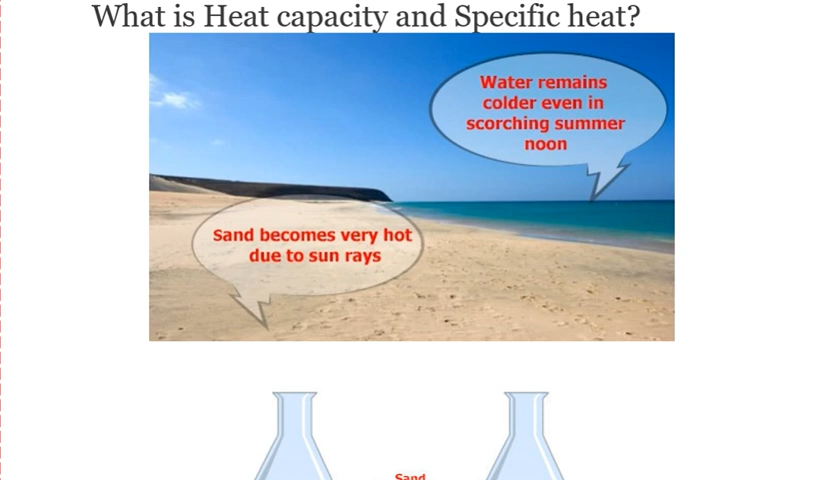 What is Heat capacity and Specific heat?
Water remains
colder even in
scorching summer
noon
Sand becomes very hot
due to sun rays
Sand